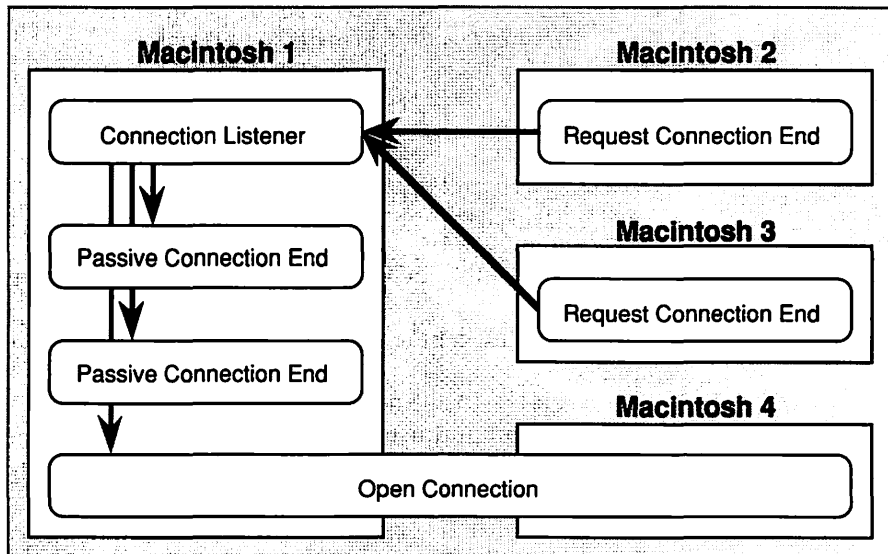 Macintosh 1
Connection Listener
Passive Connection End
Passive Connection End
Macintosh 2
Request Connection End
Macintosh 3
Request Connection End
Macintosh 4
Open Connection